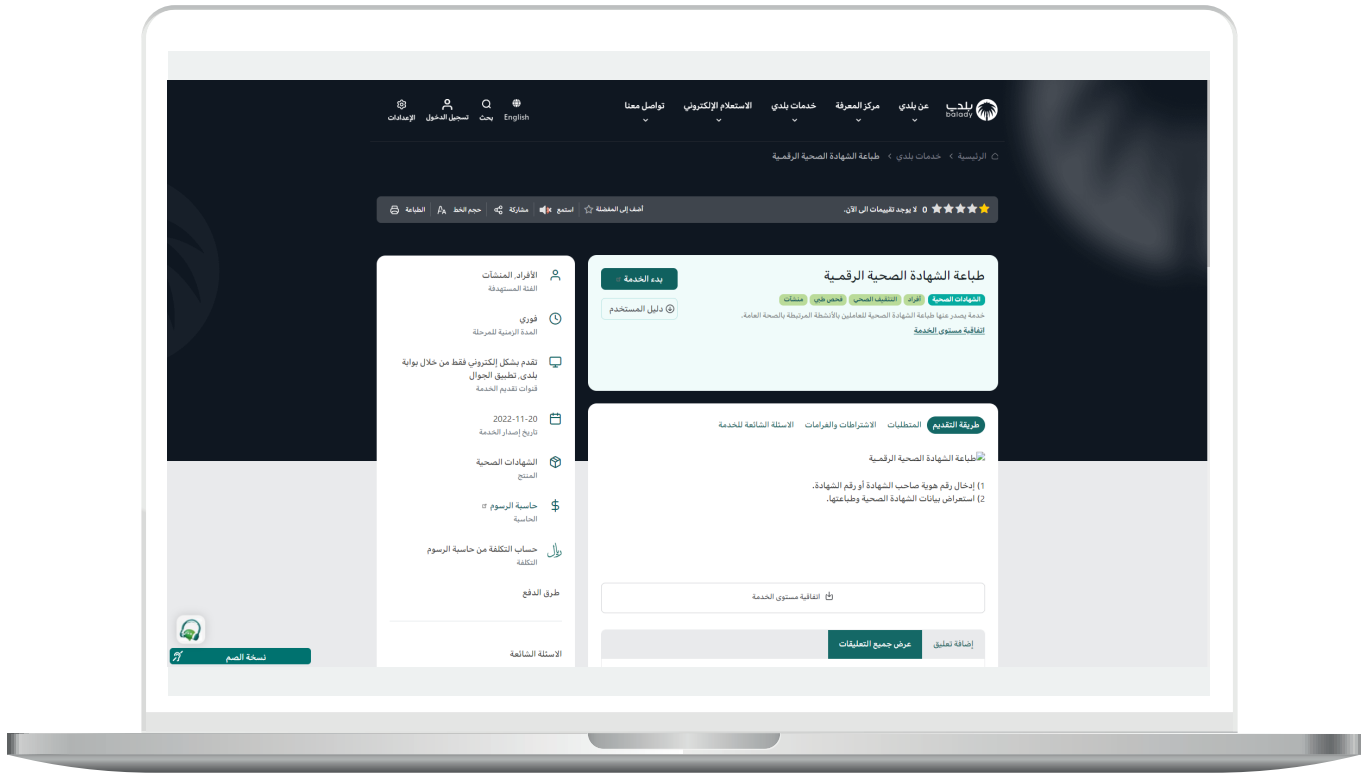 بلدي
balady
عن بلدي
مركز المعرفة
خدمات بلدي
الاستعلام الإلكتروني
تواصل معنا
English
بحث
تسجيل الدخول
الإعدادات
الرئيسية > خدمات بلدي > طباعة الشهادة الصحية الرقمية
0 لا يوجد تقييمات الى الآن.
أضف إلى المفضلة
استمع
مشاركة
حجم الخط
الطباعة
طباعة الشهادة الصحية الرقمية
الشهادات الصحية
أفراد
التثقيف الصحي
فحص طبي
منشآت
خدمة يصدر عنها طباعة الشهادة الصحية للعاملين بالأنشطة المرتبطة بالصحة العامة.
اتفاقية مستوى الخدمة
بدء الخدمة
دليل المستخدم
الأفراد, المنشآت
الفئة المستهدفة
فوري
المدة الزمنية للمرحلة
تقدم بشكل إلكتروني فقط من خلال بوابة
بلدي, تطبيق الجوال
قنوات تقديم الخدمة
2022-11-20
تاريخ إصدار الخدمة
الشهادات الصحية
المنتج
حاسبة الرسوم
الحاسبة
ريال
حساب التكلفة من حاسبة الرسوم
التكلفة
طرق الدفع
الاسئلة الشائعة
طريقة التقديم
المتطلبات
الاشتراطات والغرامات
الاسئلة الشائعة للخدمة
طباعة الشهادة الصحية الرقمية
1) إدخال رقم هوية صاحب الشهادة أو رقم الشهادة.
2) استعراض بيانات الشهادة الصحية وطباعتها.
اتفاقية مستوى الخدمة
إضافة تعليق
عرض جميع التعليقات
نسخة الصم